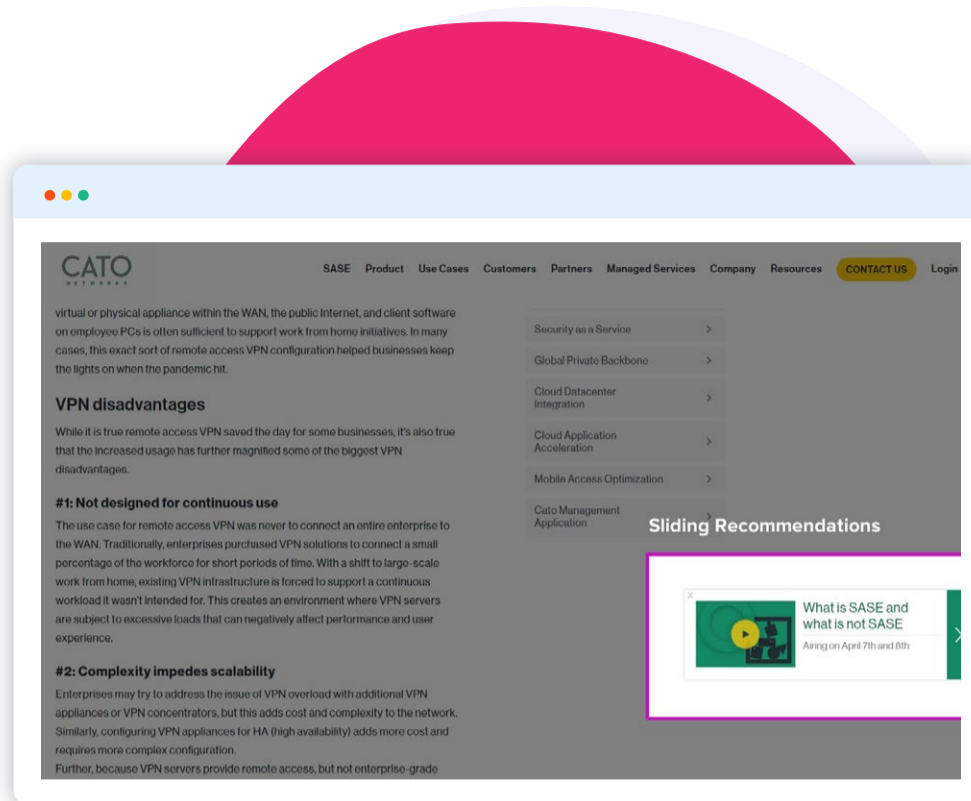 CATO
NETWORKS
SASE Product Use Cases Customers Partners Managed Services Company Resources CONTACT US Login
virtual or physical appliance within the WAN, the public Internet, and client software
on employee PCs is often sufficient to support work from home initiatives. In many
cases, this exact sort of remote access VPN configuration helped businesses keep
the lights on when the pandemic hit.
VPN disadvantages
While it is true remote access VPN saved the day for some businesses, it's also true
that the increased usage has further magnified some of the biggest VPN
disadvantages.
#1: Not designed for continuous use
The use case for remote access VPN was never to connect an entire enterprise to
the WAN. Traditionally, enterprises purchased VPN solutions to connect a small
percentage of the workforce for short periods of time. With a shift to large-scale
work from home, existing VPN infrastructure is forced to support a continuous
workload it wasn't intended for. This creates an environment where VPN servers
are subject to excessive loads that can negatively affect performance and user
experience.
#2: Complexity impedes scalability
Enterprises may try to address the issue of VPN overload with additional VPN
appliances or VPN concentrators, but this adds cost and complexity to the network.
Similarly, configuring VPN appliances for HA (high availability) adds more cost and
requires more complex configuration.
Further, because VPN servers provide remote access, but not enterprise-grade
Security as a Service
Global Private Backbone
Cloud Datacenter
Integration
Cloud Application
Acceleration
Mobile Access Optimization
Cato Management
Application
Sliding Recommendations
X
What is SASE and
what is not SASE
Airing on April 7th and 8th